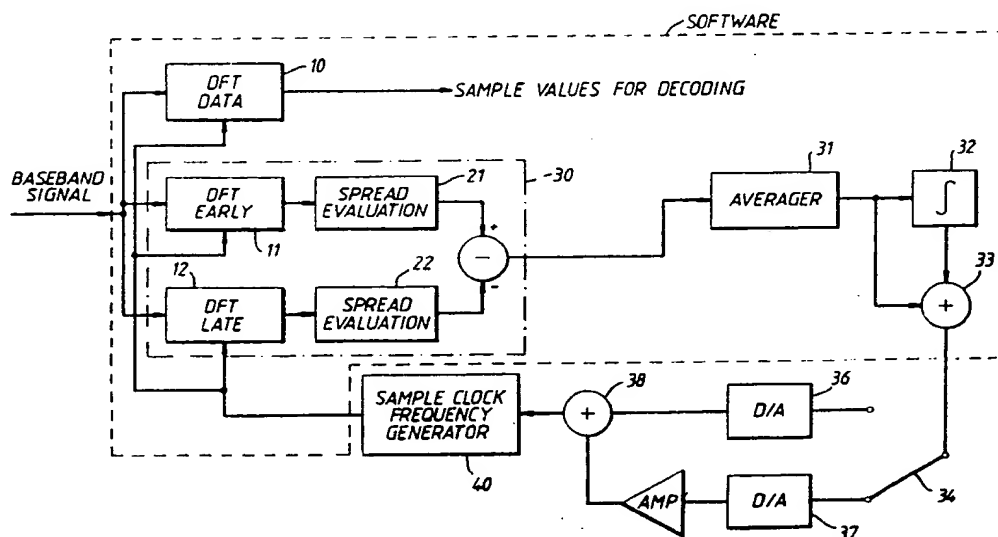 SOFTWARE
10
DFT
DATA
SAMPLE VALUES FOR DECODING
BASEBAND
SIGNAL
30
DFT
EARLY
11
SPREAD
EVALUATION
21
+
−
-
12
DFT
LATE
22
SPREAD
EVALUATION
31
AVERAGER
32
∫
33
+
SAMPLE CLOCK
FREQUENCY
GENERATOR
40
38
+
36
D/A
AMP
D/A
37
34